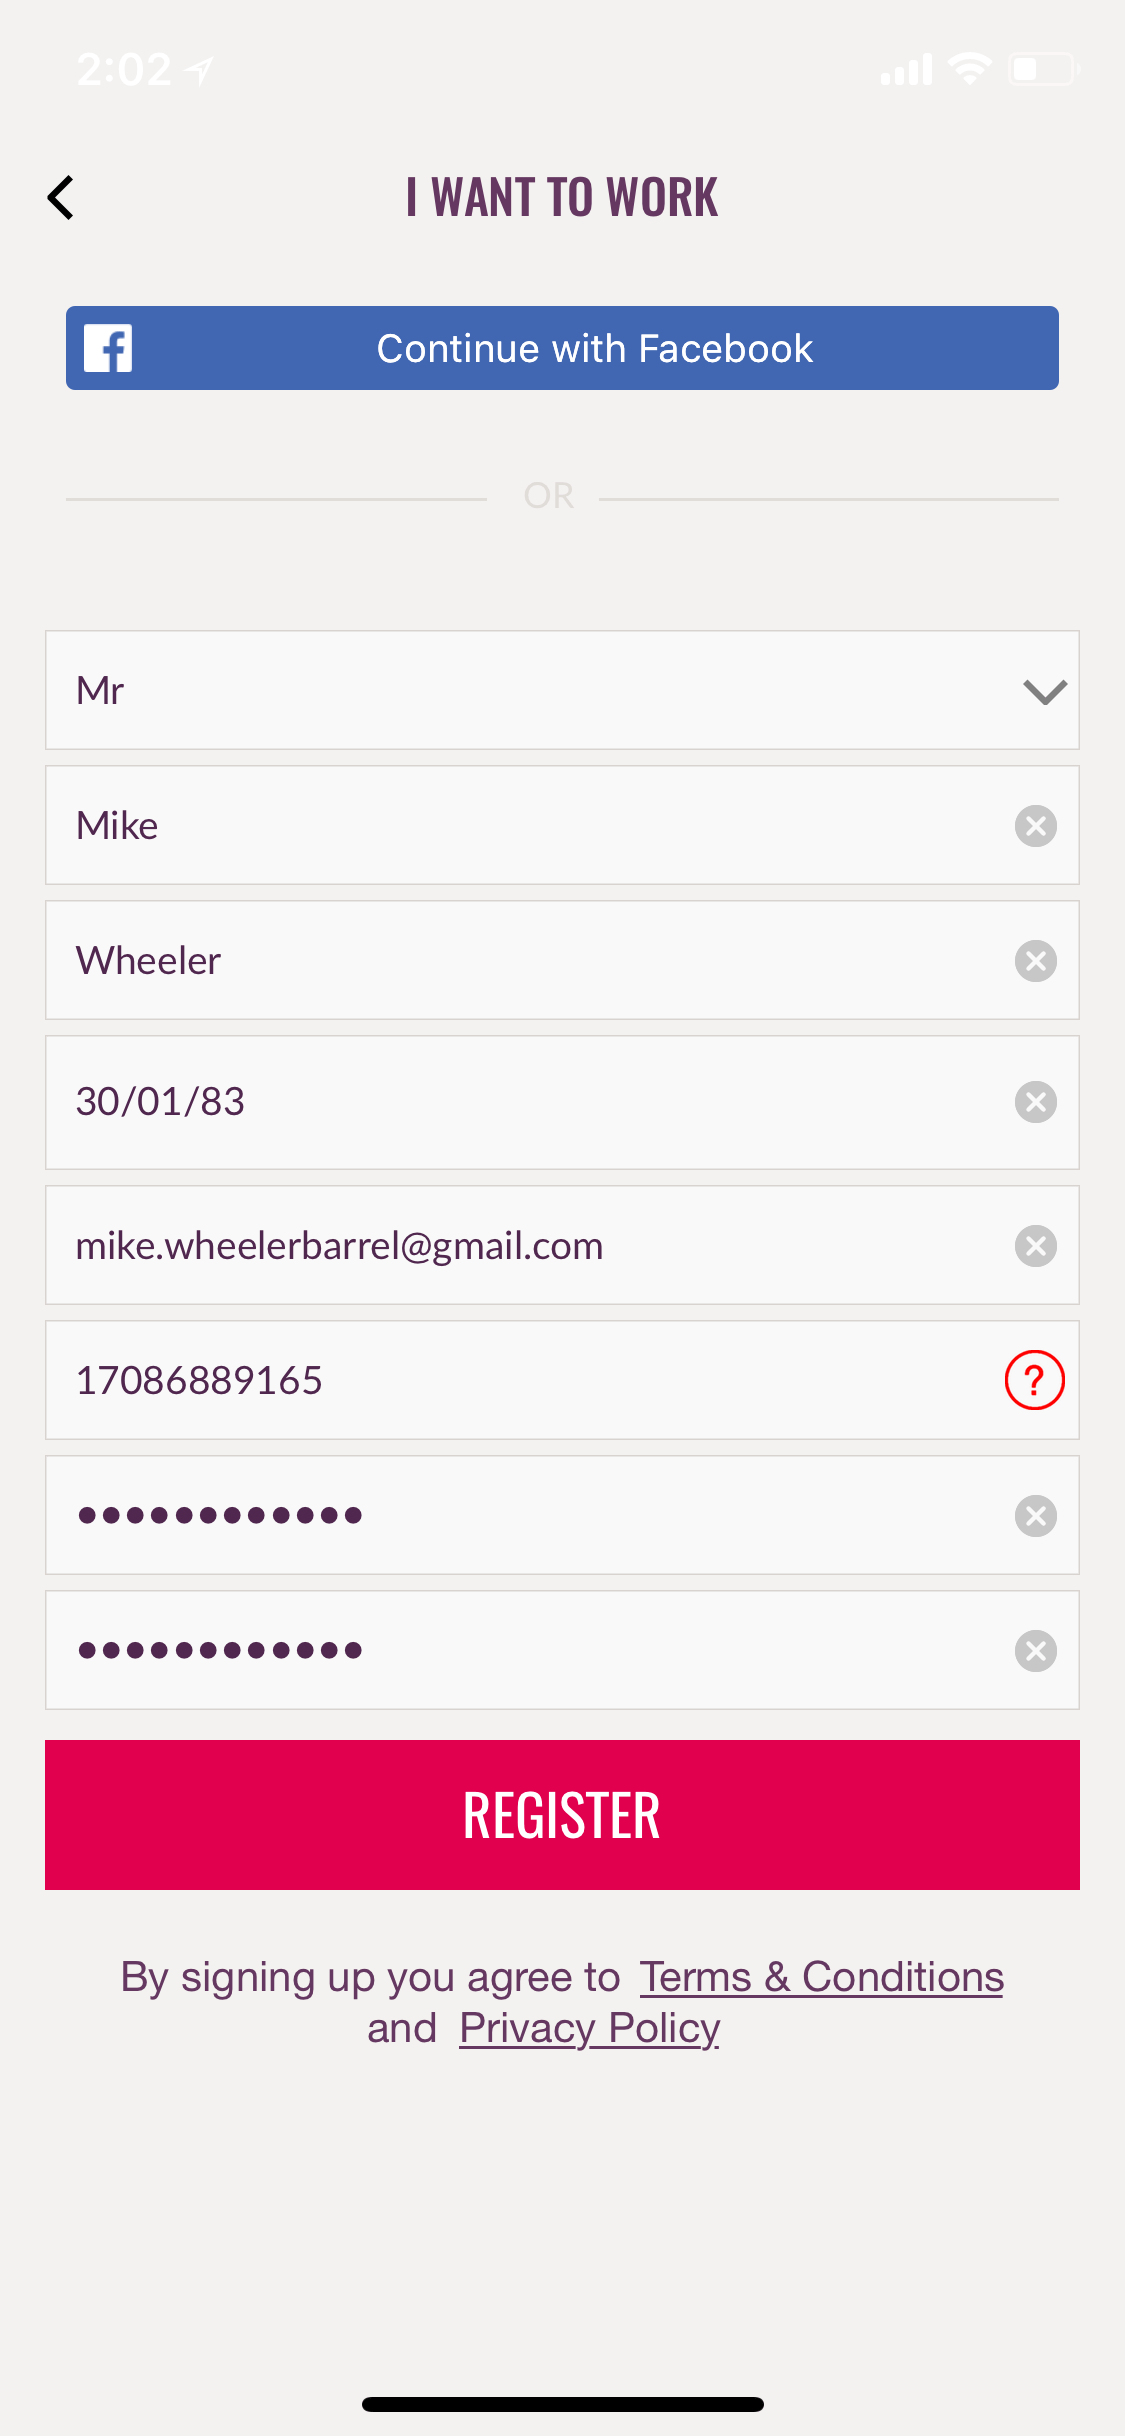 2:02
I WANT TO WORK
Continue with Facebook
OR
Mr
Mike
Wheeler
30/01/83
mike.wheelerbarrel@gmail.com
17086889165
?
••••••••••••
••••••••••••
REGISTER
By signing up you agree to Terms & Conditions
and Privacy Policy